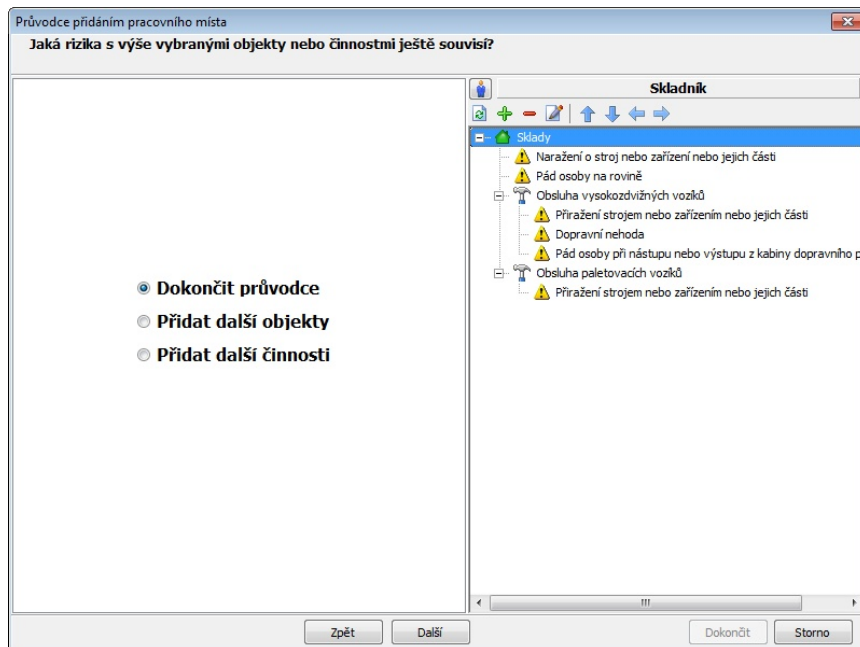 Průvodce přidáním pracovního místa
Jaká rizika s výše vybranými objekty nebo činnostmi ještě souvisí?
Dokončit průvodce
Přidat další objekty
Přidat další činnosti
Skladník
Sklady
Naražení o stroj nebo zařízení nebo jejich části
Pád osoby na rovině
Obsluha vysokozdvižných vozíků
Přiražení strojem nebo zařízením nebo jejich části
Dopravní nehoda
Pád osoby při nástupu nebo výstupu z kabiny dopravního p
Obsluha paletovacích vozíků
Přiražení strojem nebo zařízením nebo jejich části
Zpět
Další
Dokončit
Storno